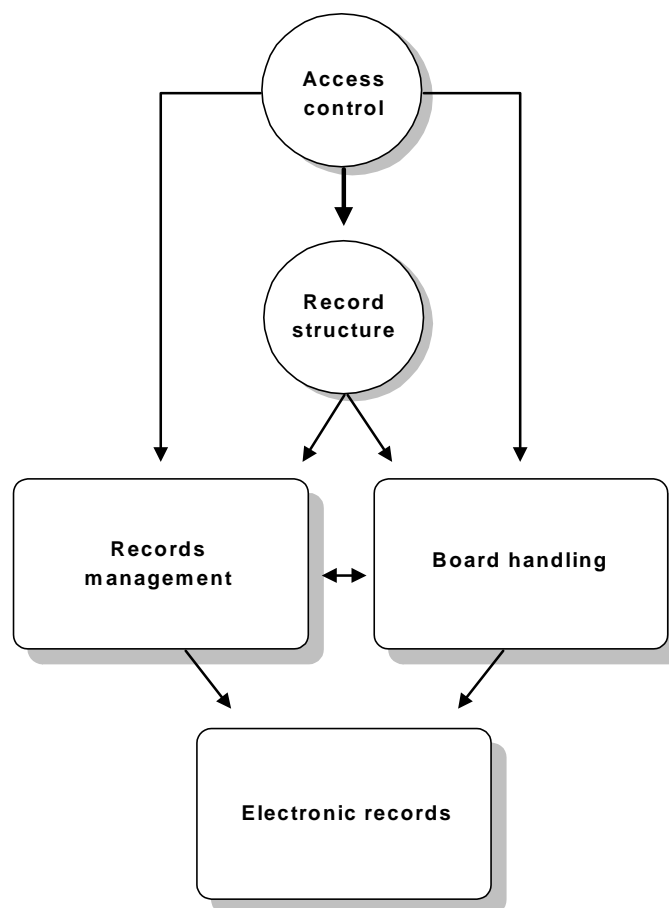 Access
control
Record
structure
Records
management
Board handling
Electronic records